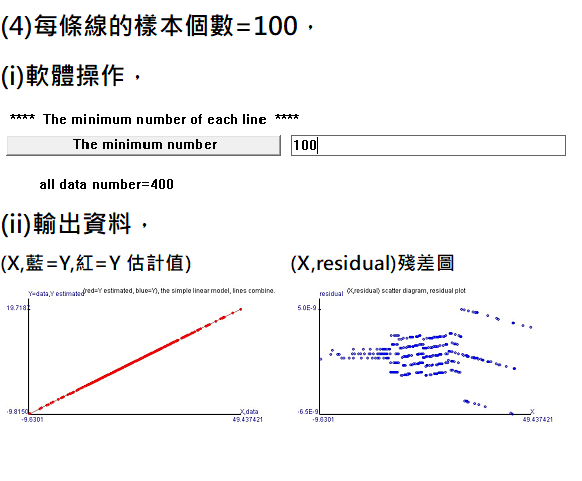 (4)每條線的樣本個數=100，
(i)軟體操作，
**** The minimum number of each line ****
The minimum number 100
all data number=400
(ii)輸出資料，
(X,藍=Y,紅=Y 估計值) (X,residual)殘差圖
Y=data,Y estimated (red=Y estimated, blue=Y), the simple linear model, lines combine.
19.7187
-9.8150
X,data
-9.6301 49.437421
residual (X,residual) scatter diagram, residual plot
5.0E-9
-6.5E-9
X
-9.6301 49.437421